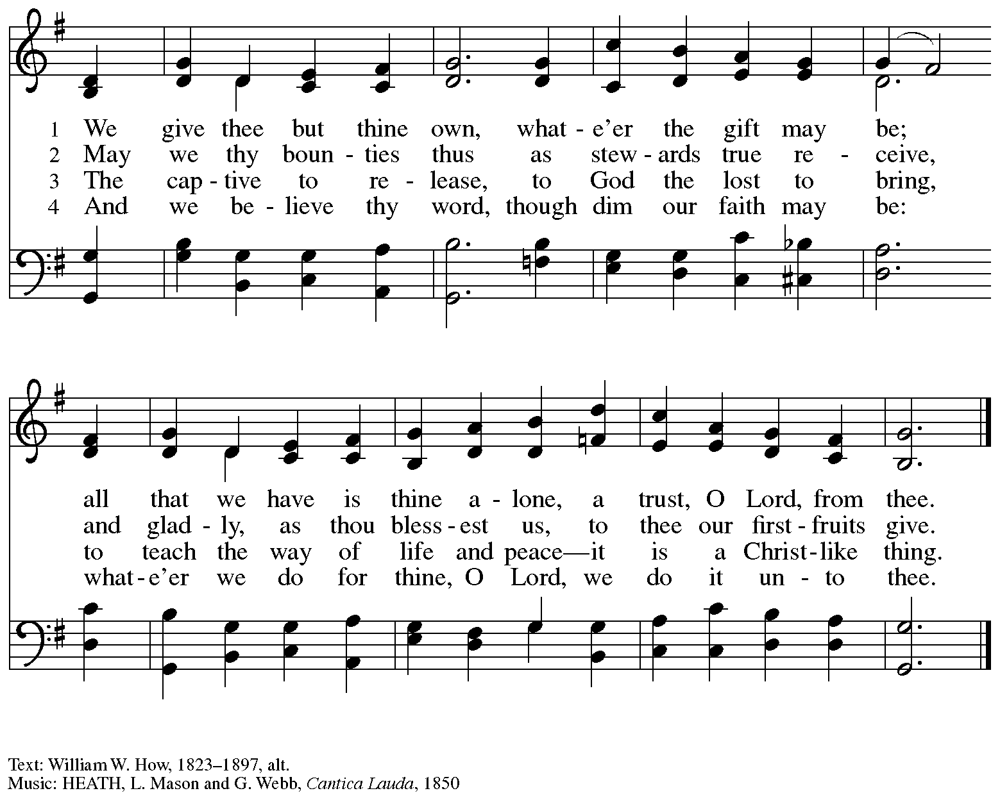 1 We give thee but thine own, what - e’er the gift may be;
2 May we thy boun - ties thus as stew - ards true re - ceive,
3 The cap - tive to re - lease, to God the lost to bring,
4 And we be - lieve thy word, though dim our faith may be:
all that we have is thine a - lone, a trust, O Lord, from thee.
and glad - ly, as thou bless - est us, to thee our first - fruits give.
to teach the way of life and peace—it is a Christ-like thing.
what - e’er we do for thine, O Lord, we do it un - to thee.
Text: William W. How, 1823–1897, alt.
Music: HEATH, L. Mason and G. Webb, Cantica Lauda, 1850